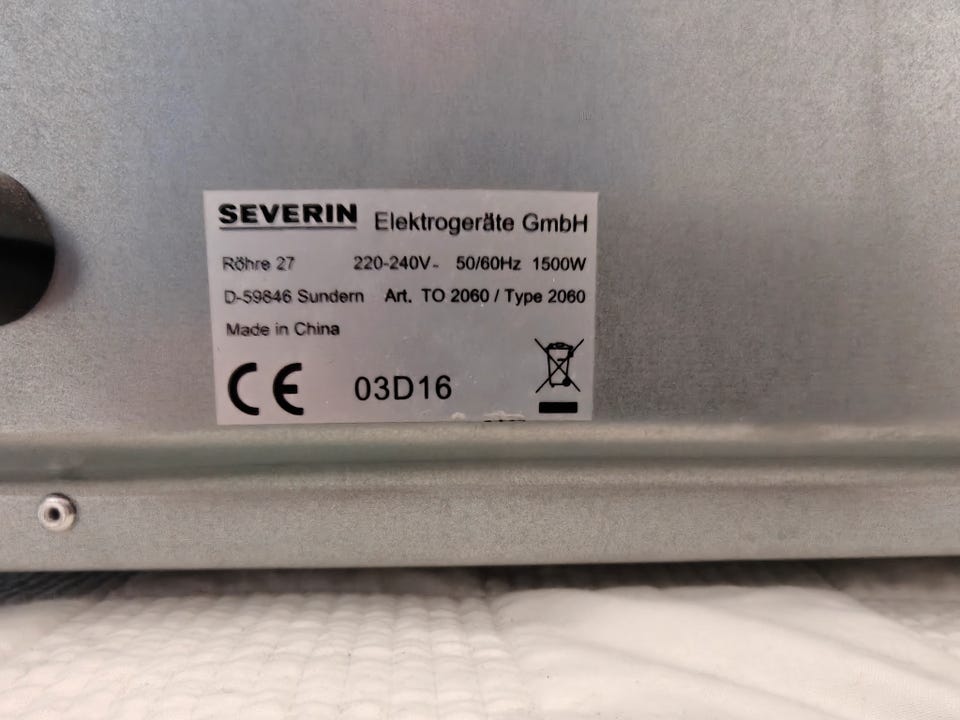 SEVERIN Elektrogeräte GmbH
Röhre 27 220-240V~ 50/60Hz 1500W
D-59846 Sundern Art. TO 2060 / Type 2060
Made in China
CE 03D16